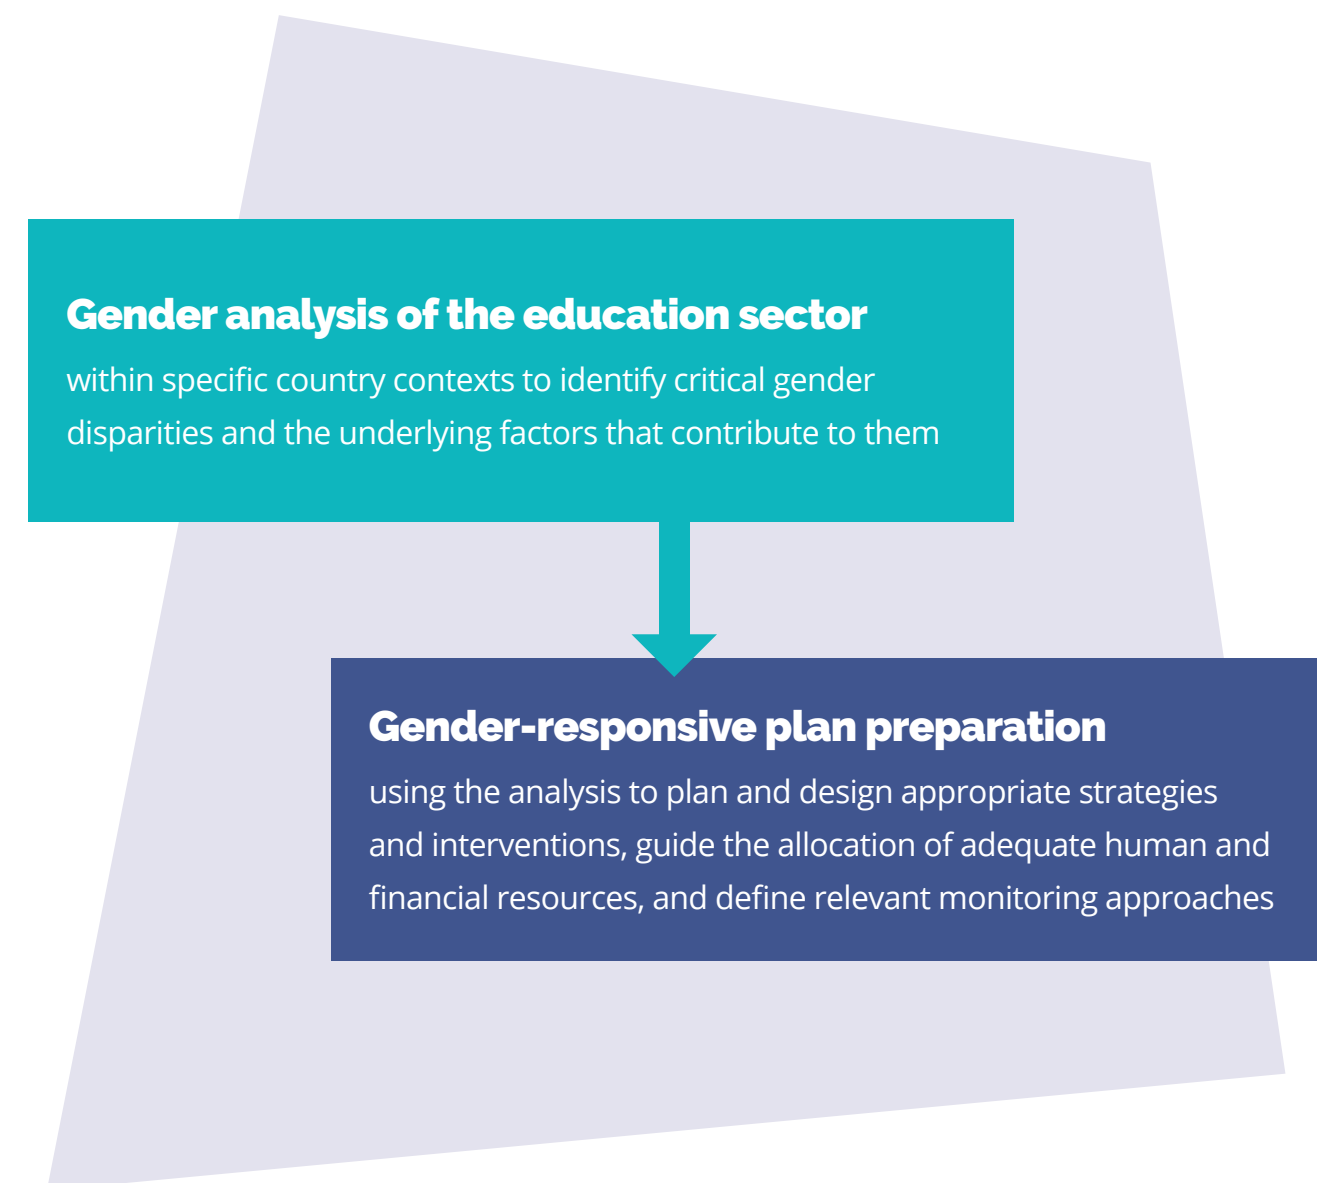 Gender analysis of the education sector
within specific country contexts to identify critical gender
disparities and the underlying factors that contribute to them
Gender-responsive plan preparation
using the analysis to plan and design appropriate strategies
and interventions, guide the allocation of adequate human and
financial resources, and define relevant monitoring approaches